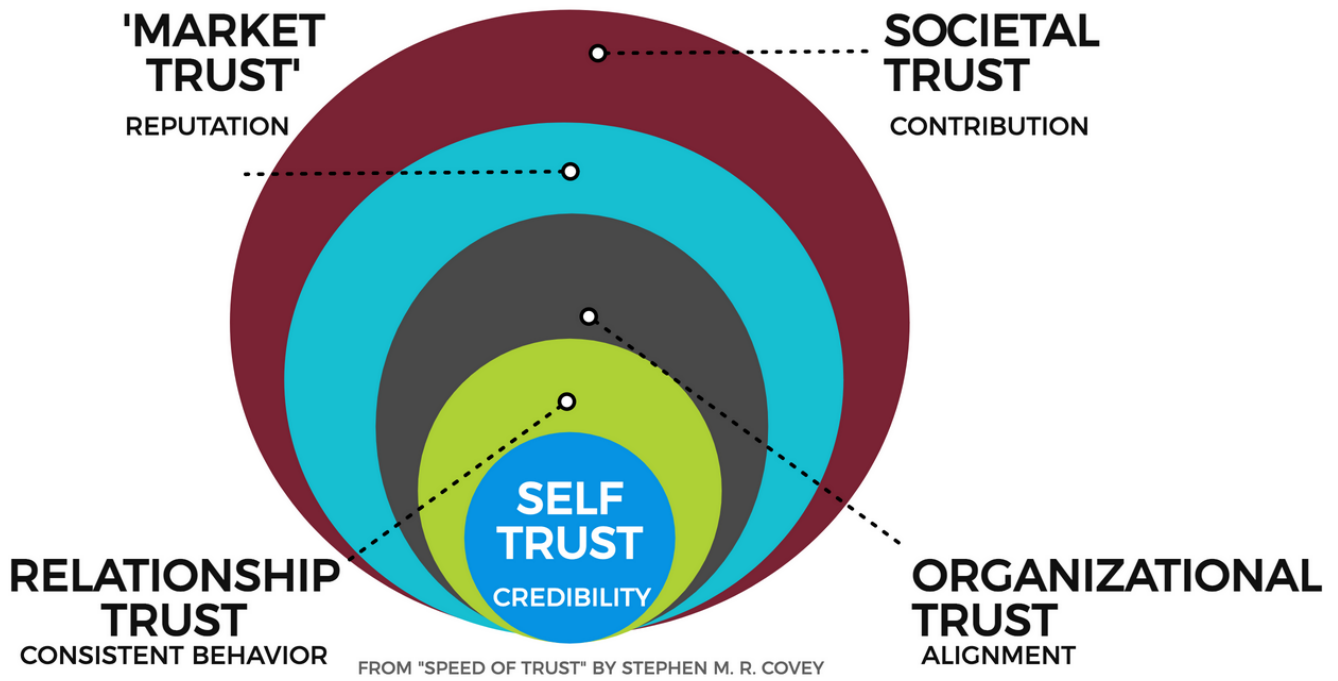 'MARKET
TRUST'
REPUTATION
SOCIETAL
TRUST
CONTRIBUTION
SELF
TRUST
CREDIBILITY
RELATIONSHIP
TRUST
CONSISTENT BEHAVIOR
ORGANIZATIONAL
TRUST
ALIGNMENT
FROM "SPEED OF TRUST" BY STEPHEN M. R. COVEY